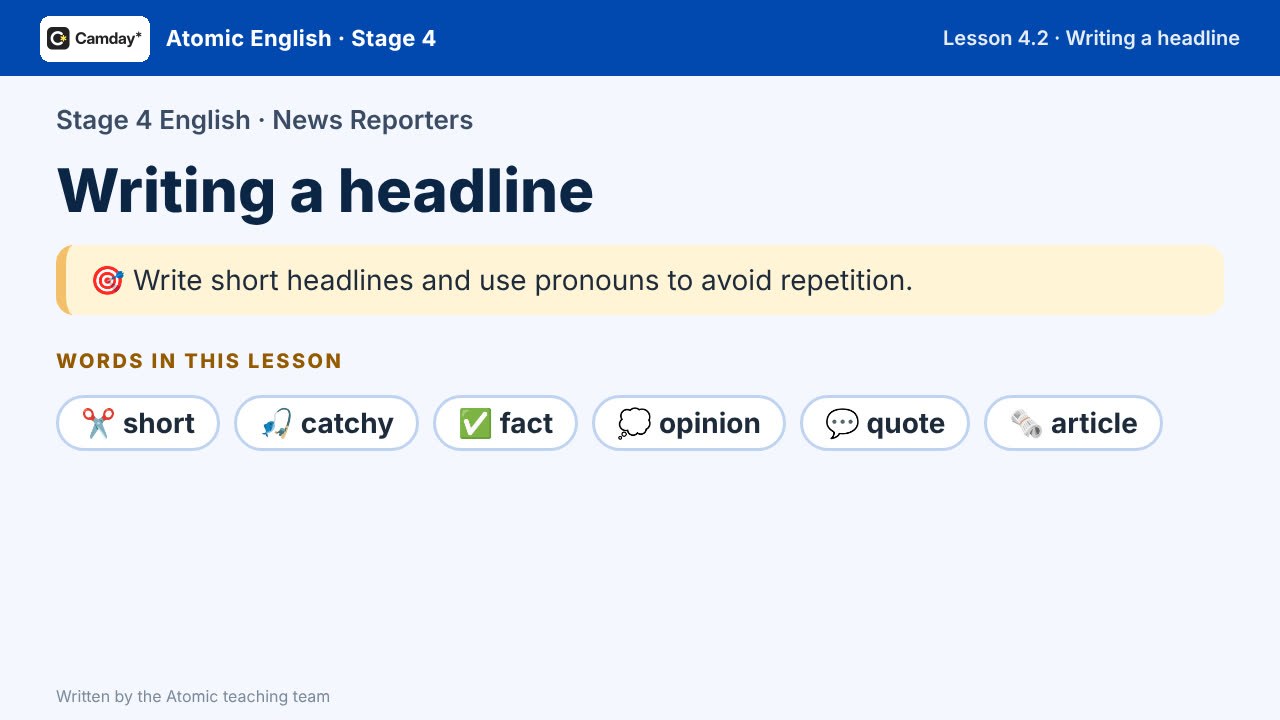 Camday*
Atomic English · Stage 4
Lesson 4.2 · Writing a headline
Stage 4 English · News Reporters
Writing a headline
🎯 Write short headlines and use pronouns to avoid repetition.
WORDS IN THIS LESSON
✂️ short 🎣 catchy ✅ fact 💭 opinion 💬 quote 🗞️ article
Written by the Atomic teaching team